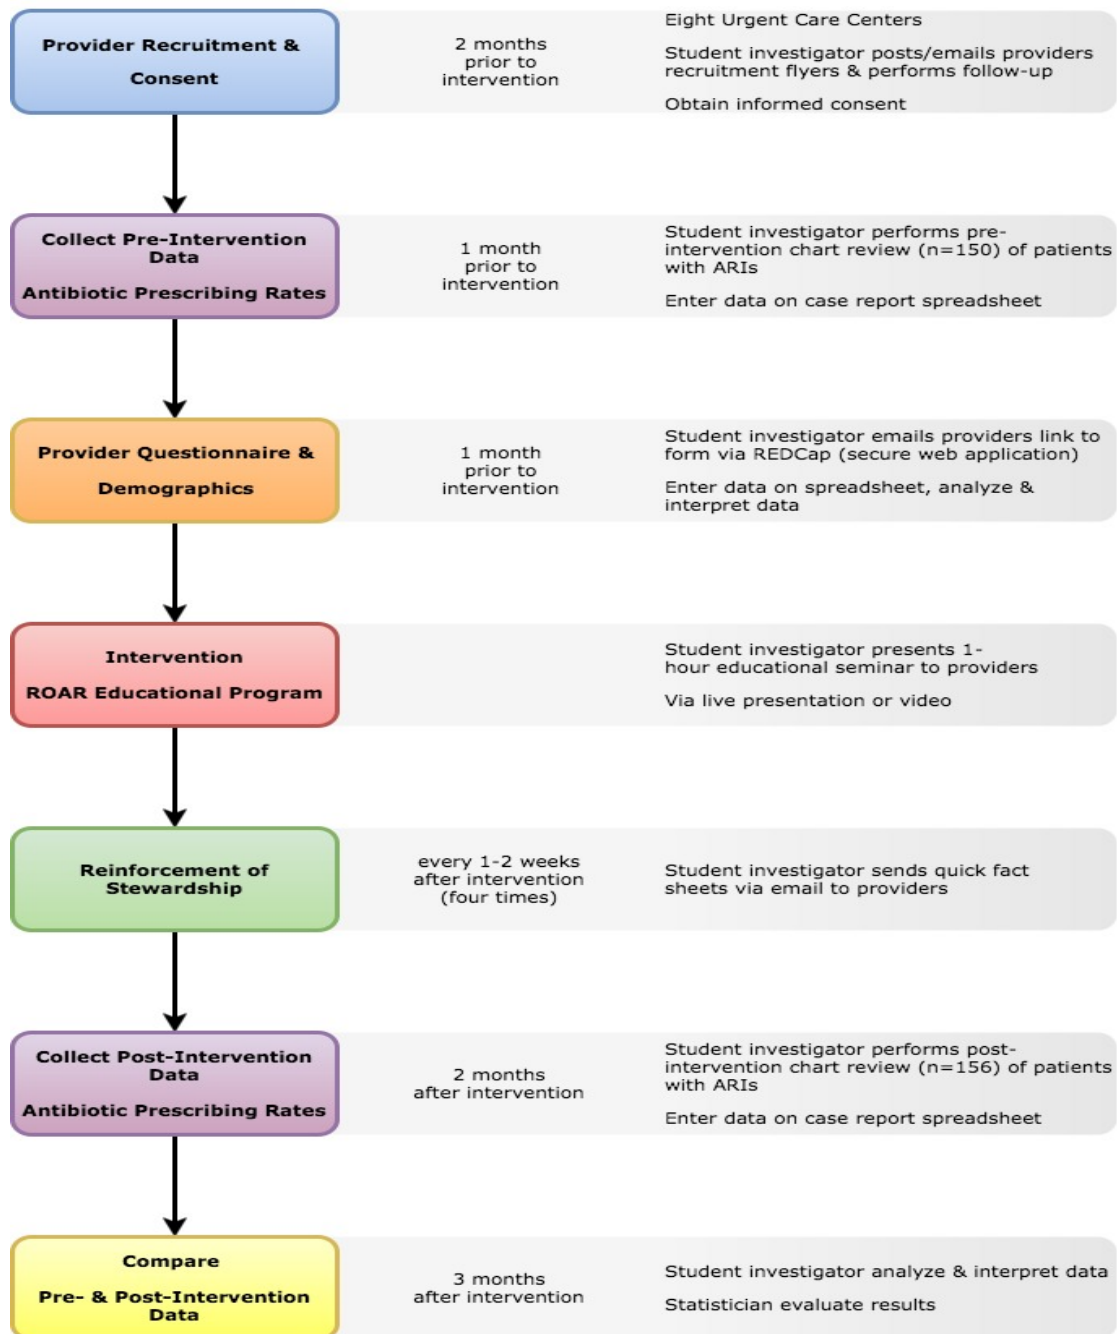 Provider Recruitment &
Consent
2 months
prior to
intervention
Eight Urgent Care Centers
Student investigator posts/emails providers
recruitment flyers & performs follow-up
Obtain informed consent
Collect Pre-Intervention
Data
Antibiotic Prescribing Rates
1 month
prior to
intervention
Student investigator performs pre-
intervention chart review (n=150) of patients
with ARIs
Enter data on case report spreadsheet
Provider Questionnaire &
Demographics
1 month
prior to
intervention
Student investigator emails providers link to
form via REDCap (secure web application)
Enter data on spreadsheet, analyze &
interpret data
Intervention
ROAR Educational Program
Student investigator presents 1-
hour educational seminar to providers
Via live presentation or video
Reinforcement of
Stewardship
every 1-2 weeks
after intervention
(four times)
Student investigator sends quick fact
sheets via email to providers
Collect Post-Intervention
Data
Antibiotic Prescribing Rates
2 months
after intervention
Student investigator performs post-
intervention chart review (n=156) of patients
with ARIs
Enter data on case report spreadsheet
Compare
Pre- & Post-Intervention
Data
3 months
after intervention
Student investigator analyze & interpret data
Statistician evaluate results